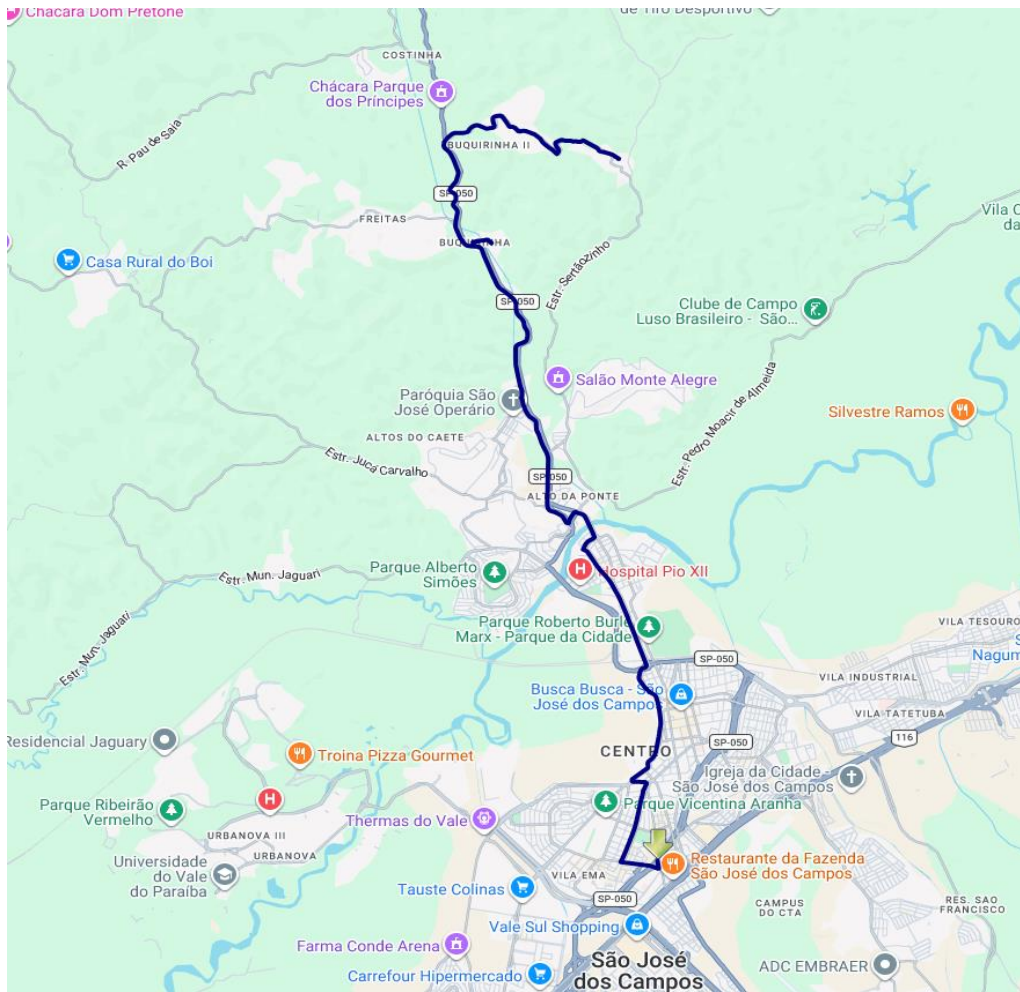 Chácara Dom Pretone
de Tiro Desportivo
COSTINHA
Chácara Parque
dos Príncipes
R. Pau de Saia
BUQUIRINHA II
SP-050
FREITAS
BUQUIRINHA
Vila
da
Casa Rural do Boi
Estr. Sertãozinho
SP-050
Clube de Campo
Luso Brasileiro - São...
Salão Monte Alegre
Paróquia São
José Operário
Estr. Pedro Moacir de Almeida
Silvestre Ramos
ALTOS DO CAETE
Estr. Juca Carvalho
SP-050
ALTO DA PONTE
Parque Alberto
Simões
Hospital Pio XII
Estr. Mun. Jaguari
Estr. Mun. Jaguari
Parque Roberto Burle
Marx - Parque da Cidade
VILA TESOURO
SP-050
S
Nagum
VILA INDUSTRIAL
Busca Busca - São
José dos Campos
VILA TATETUBA
116
Residencial Jaguary
CENTRO
SP-050
Troina Pizza Gourmet
Igreja da Cidade -
São José dos Campos
Parque Ribeirão
Vermelho
H
Parque Vicentina Aranha
Thermas do Vale
URBANOVA III
URBANOVA
Universidade
do Vale
do Paraíba
Restaurante da Fazenda
São José dos Campos
VILA EMA
Tauste Colinas
SP-050
CAMPUS
DO CTA
RES. SAO
FRANCISCO
Vale Sul Shopping
Farma Conde Arena
São José
dos Campos
ADC EMBRAER
Carrefour Hipermercado